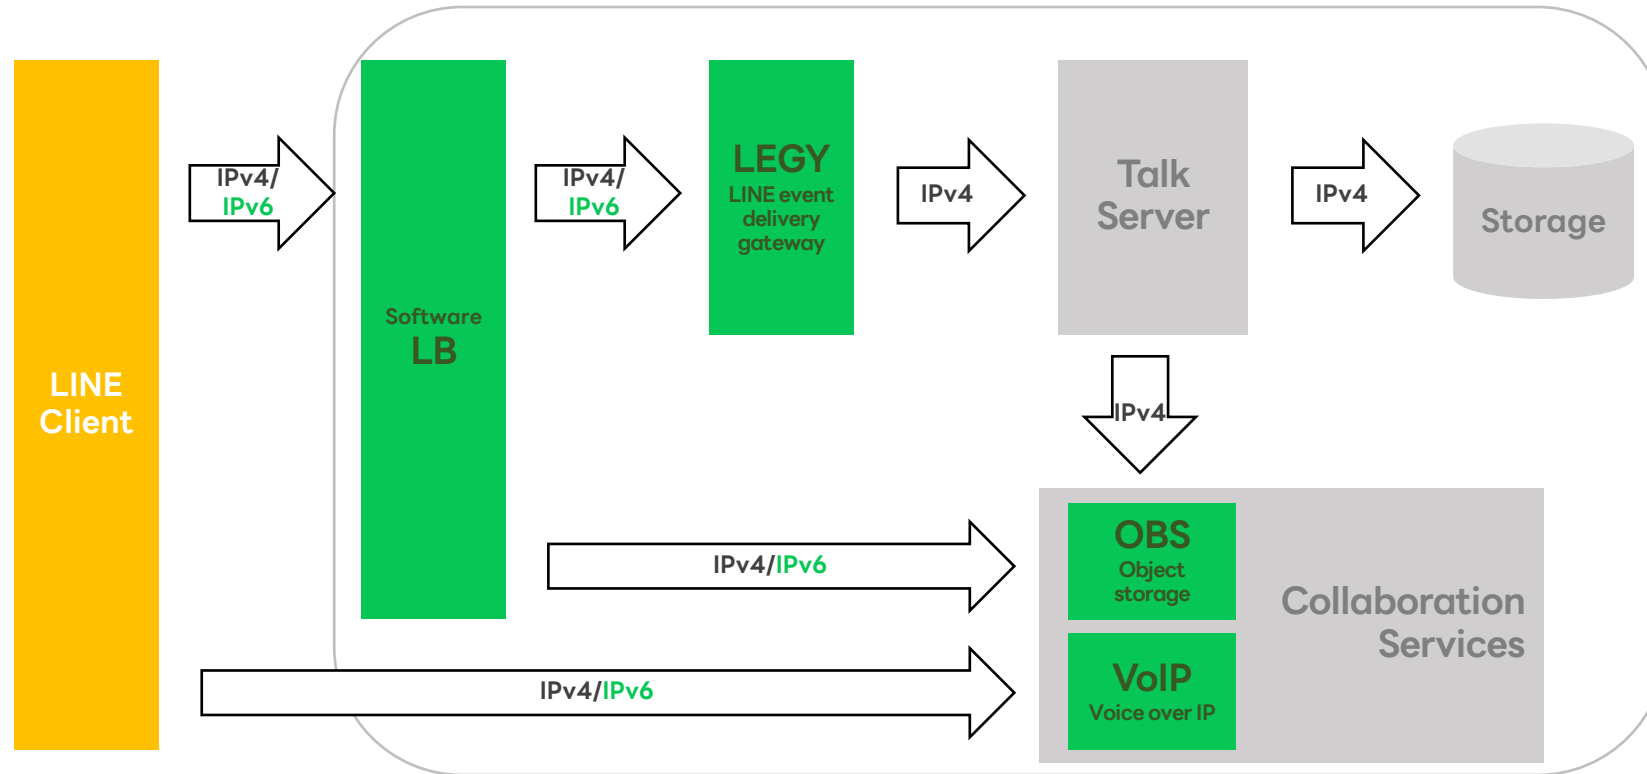 LINE
Client
IPv4/
IPv6
Software
LB
IPv4/
IPv6
LEGY
LINE event
delivery
gateway
IPv4
Talk
Server
IPv4
Storage
IPv4
IPv4/IPv6
OBS
Object
storage
Collaboration
Services
IPv4/IPv6
VoIP
Voice over IP